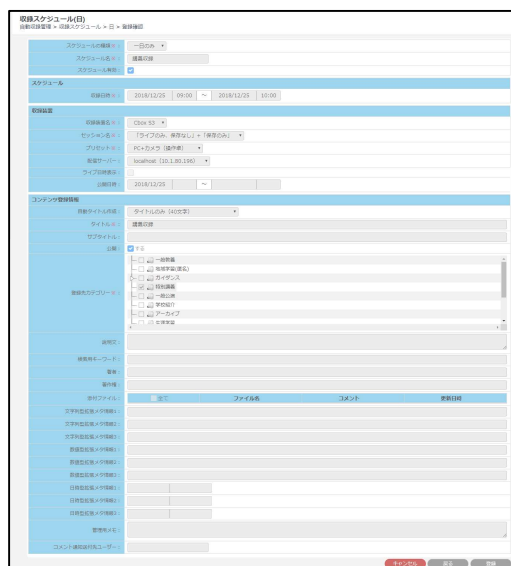 収録スケジュール(日)
自動収録管理 > 収録スケジュール > 日 > 登録確認
スケジュールの種類※： 一日のみ
スケジュール名※： 講義収録
スケジュール有効：
スケジュール
収録日時※： 2018/12/25 09:00 ～ 2018/12/25 10:00
収録装置
収録装置名※： Cbox 53
セッション名※： 「ライブのみ、保存なし」+「保存のみ」
プリセット※： PC+カメラ (操作卓)
配信サーバー： localhost (10.1.80.196)
ライブ収録表示：
公開日時： 2018/12/25 ～
コンテンツ登録情報
自動タイトル作成： タイトルのみ (40文字)
タイトル※： 講義収録
サブタイトル：
公開： する
登録先カテゴリー※：
一般教養
地域学習(匿名)
ガイダンス
特別講義
一般公演
学校紹介
アーカイブ
説明文：
検索用キーワード：
著者：
著作権：
添付ファイル： 全て ファイル名 コメント 更新日時
文字列型拡張メタ情報1：
文字列型拡張メタ情報2：
文字列型拡張メタ情報3：
数値型拡張メタ情報1：
数値型拡張メタ情報2：
数値型拡張メタ情報3：
日時型拡張メタ情報1：
日時型拡張メタ情報2：
日時型拡張メタ情報3：
管理用メモ：
コメント通知送付先ユーザー：
キャンセル 戻る 登録